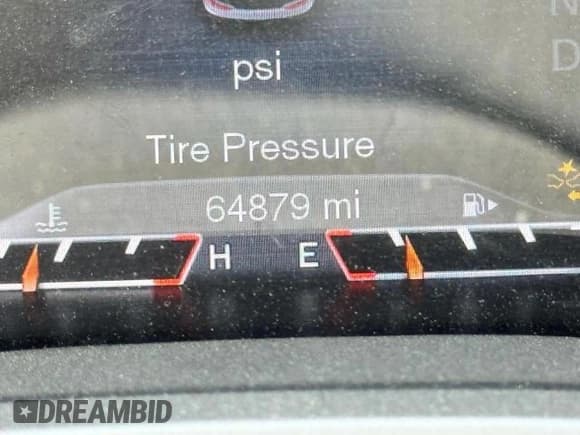 N
D
psi
Tire Pressure
64879 mi
H E
DREAMBID